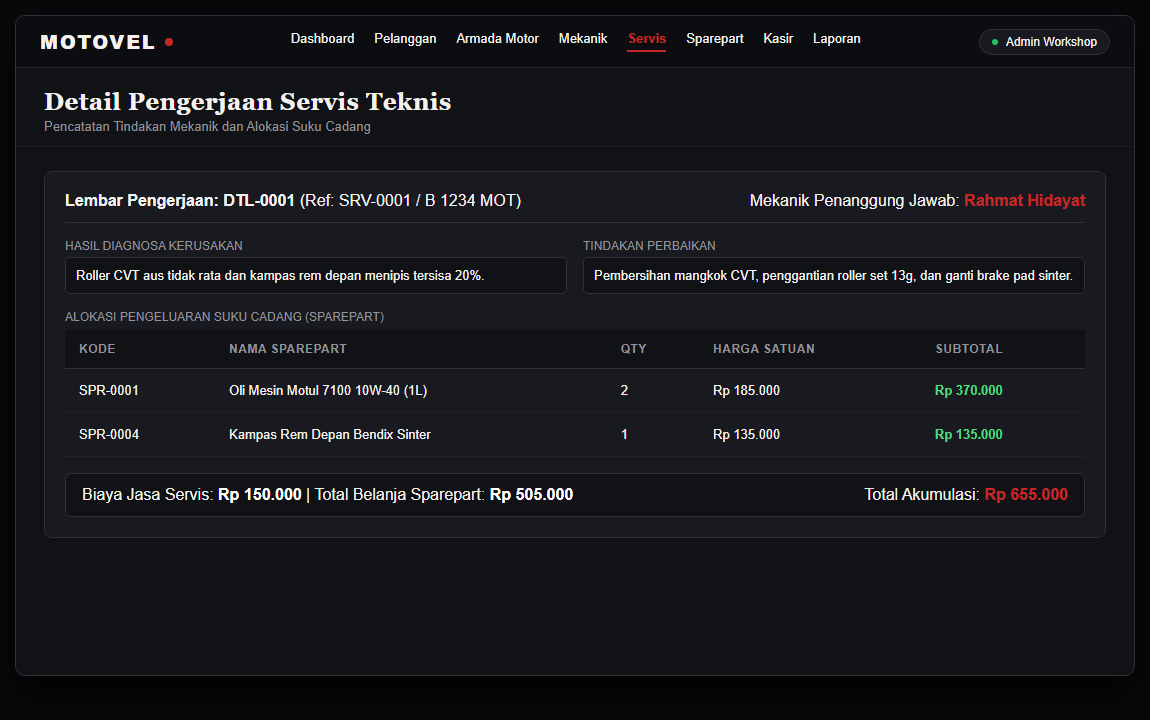 MOTOVEL
Dashboard Pelanggan Armada Motor Mekanik Servis Sparepart Kasir Laporan
Admin Workshop
Detail Pengerjaan Servis Teknis
Pencatatan Tindakan Mekanik dan Alokasi Suku Cadang
Lembar Pengerjaan: DTL-0001 (Ref: SRV-0001 / B 1234 MOT)
Mekanik Penanggung Jawab: Rahmat Hidayat
HASIL DIAGNOSA KERUSAKAN
Roller CVT aus tidak rata dan kampas rem depan menipis tersisa 20%.
TINDAKAN PERBAIKAN
Pembersihan mangkok CVT, penggantian roller set 13g, dan ganti brake pad sinter.
ALOKASI PENGELUARAN SUKU CADANG (SPAREPART)
KODE NAMA SPAREPART QTY HARGA SATUAN SUBTOTAL
SPR-0001 Oli Mesin Motul 7100 10W-40 (1L) 2 Rp 185.000 Rp 370.000
SPR-0004 Kampas Rem Depan Bendix Sinter 1 Rp 135.000 Rp 135.000
Biaya Jasa Servis: Rp 150.000 | Total Belanja Sparepart: Rp 505.000
Total Akumulasi: Rp 655.000